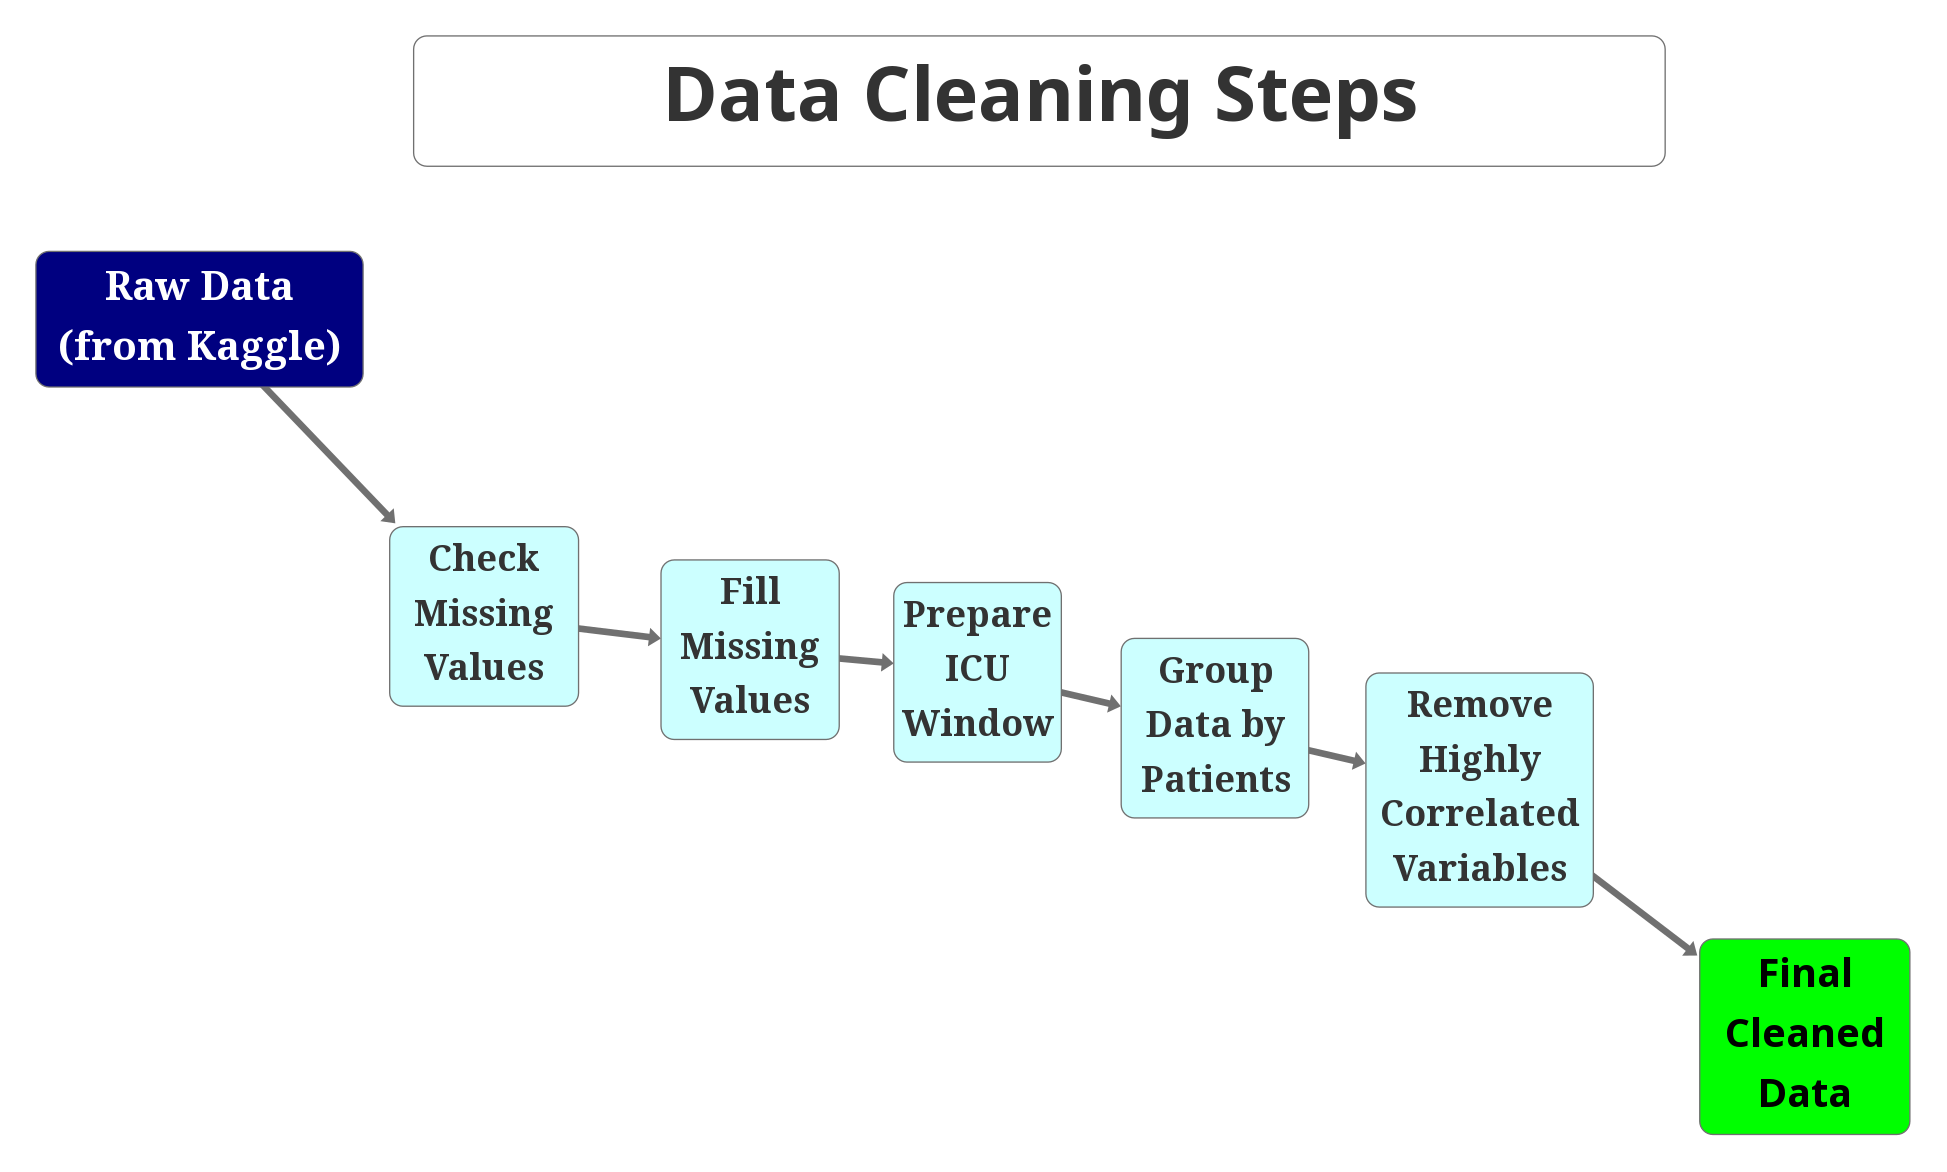 Data Cleaning Steps
Raw Data
(from Kaggle)
Check
Missing
Values
Fill
Missing
Values
Prepare
ICU
Window
Group
Data by
Patients
Remove
Highly
Correlated
Variables
Final
Cleaned
Data